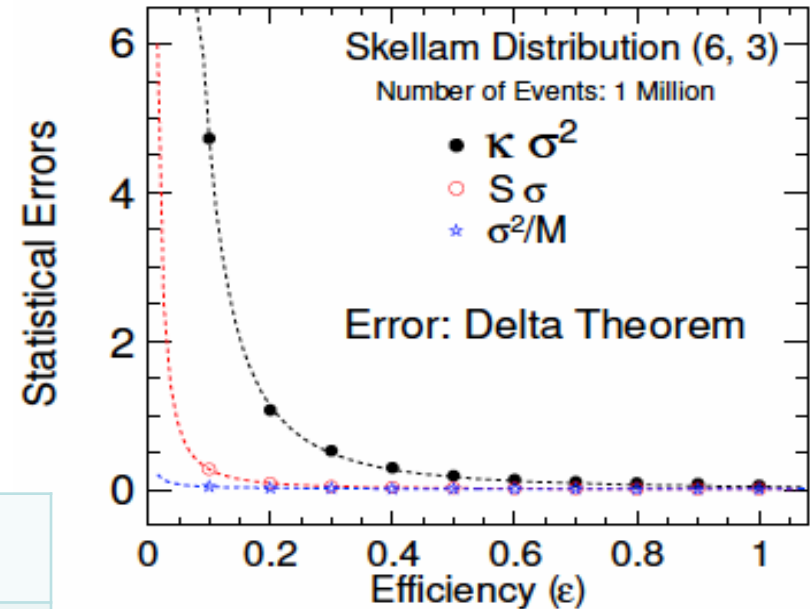 6
Skellam Distribution (6, 3)
Number of Events: 1 Million
κ σ²
S σ
σ²/M
4
Statistical Errors
Error: Delta Theorem
2
0
0 0.2 0.4 0.6 0.8 1
Efficiency (ε)